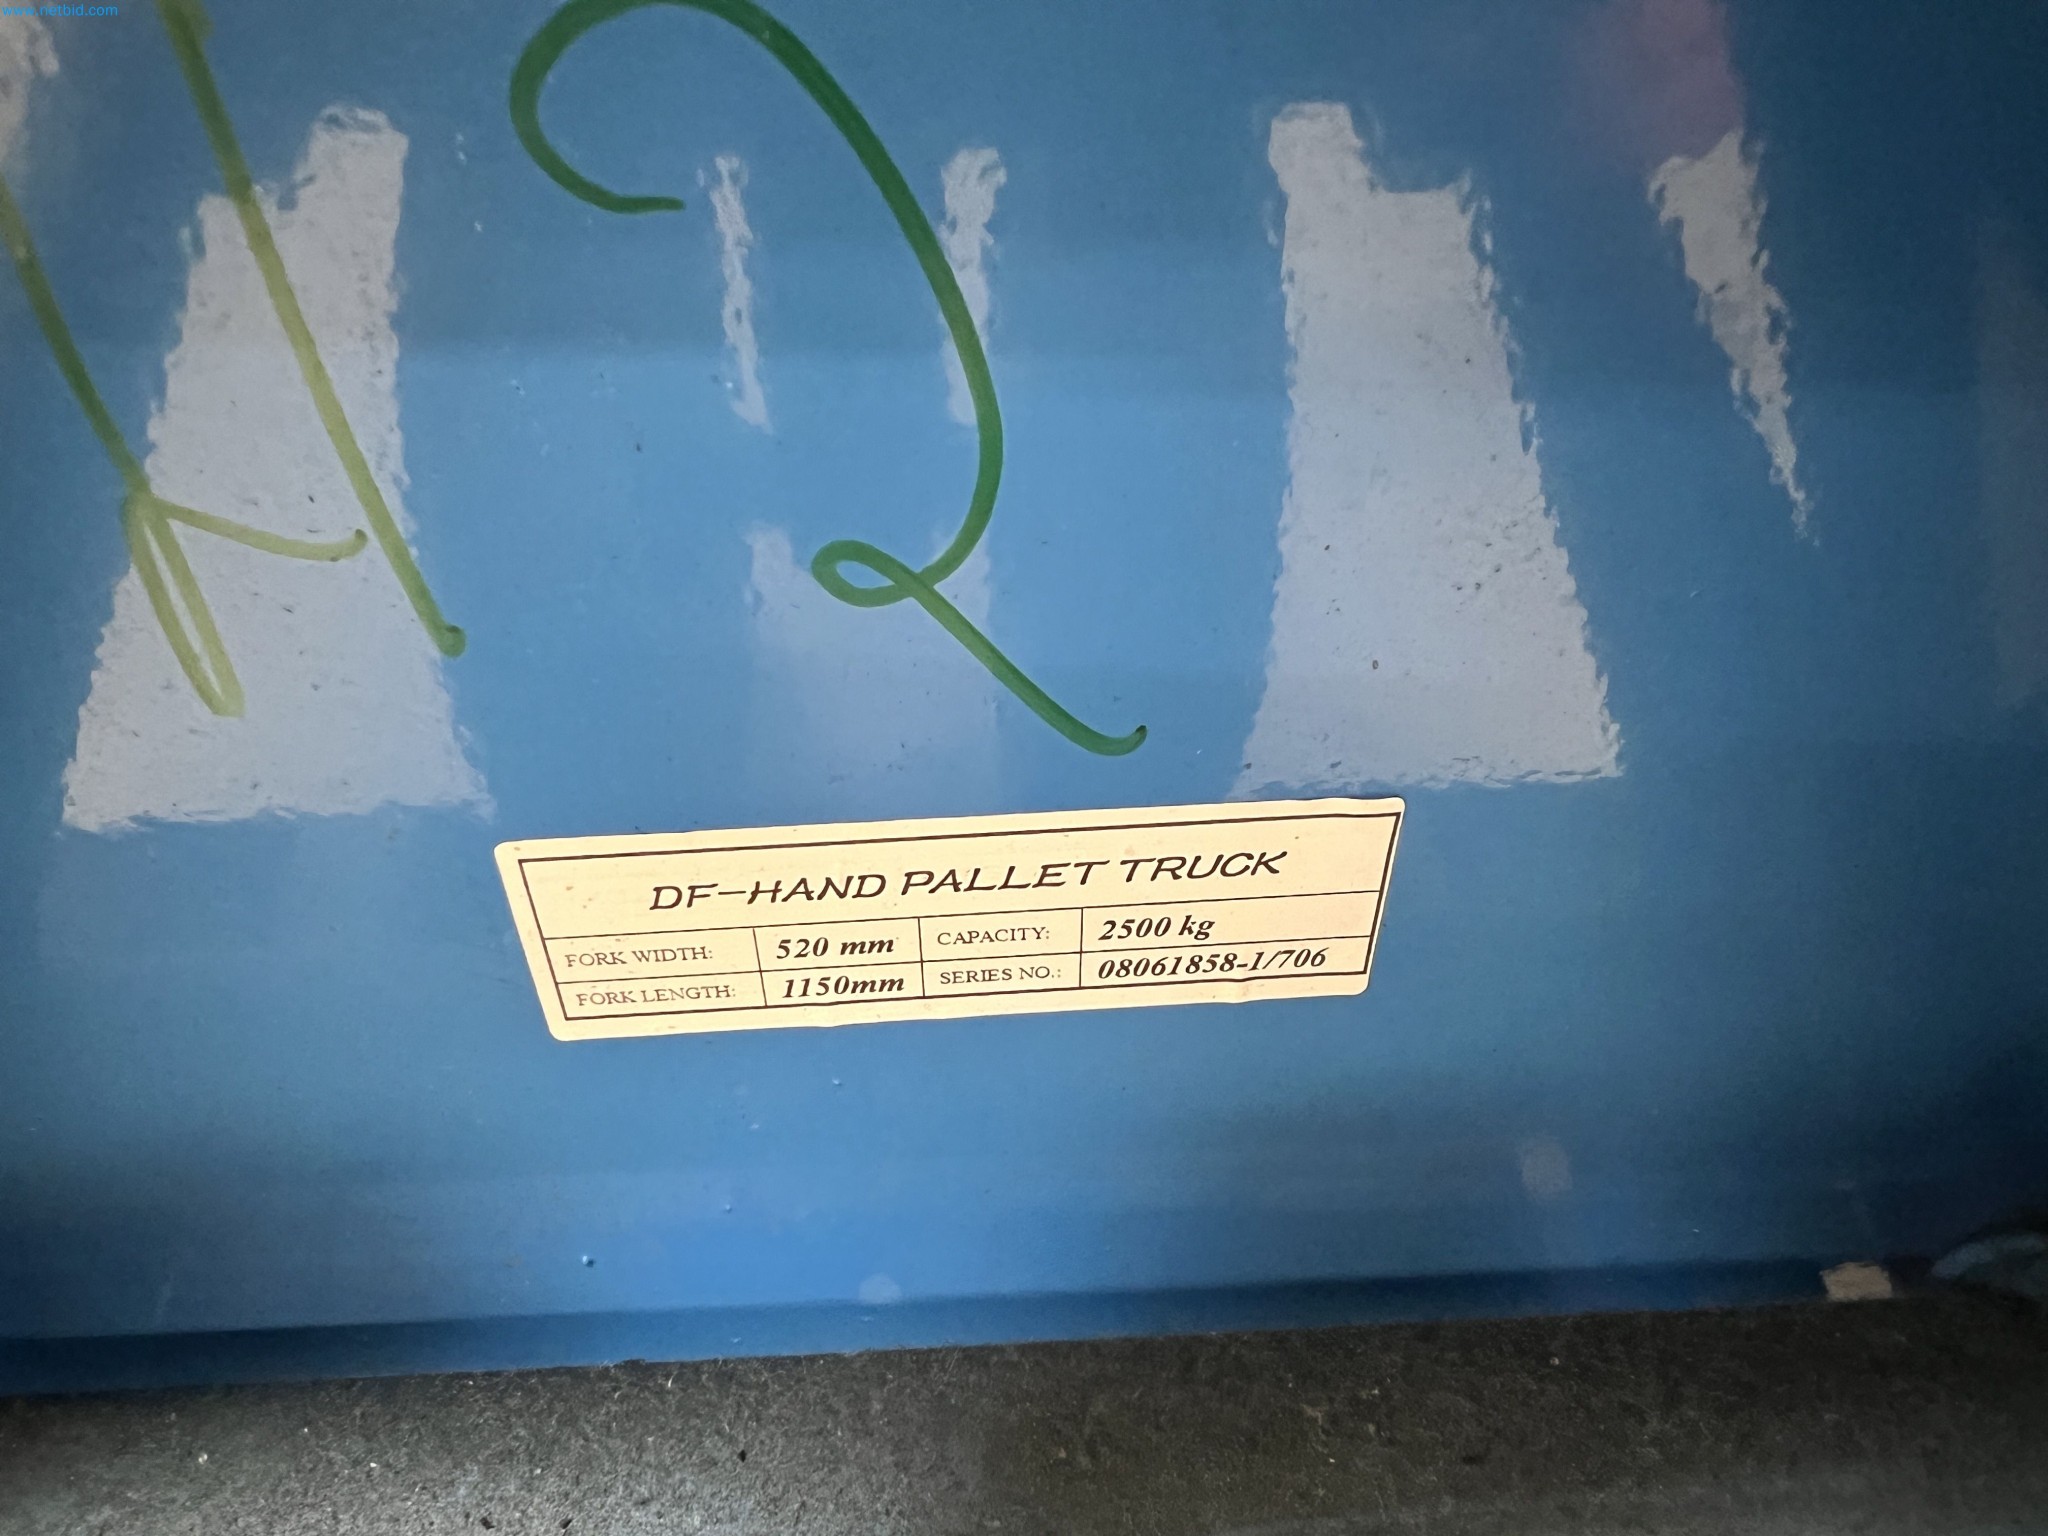 www.netbid.com
2
DF-HAND PALLET TRUCK
FORK WIDTH: 520 mm CAPACITY: 2500 kg
FORK LENGTH: 1150mm SERIES NO.: 08061858-1/706